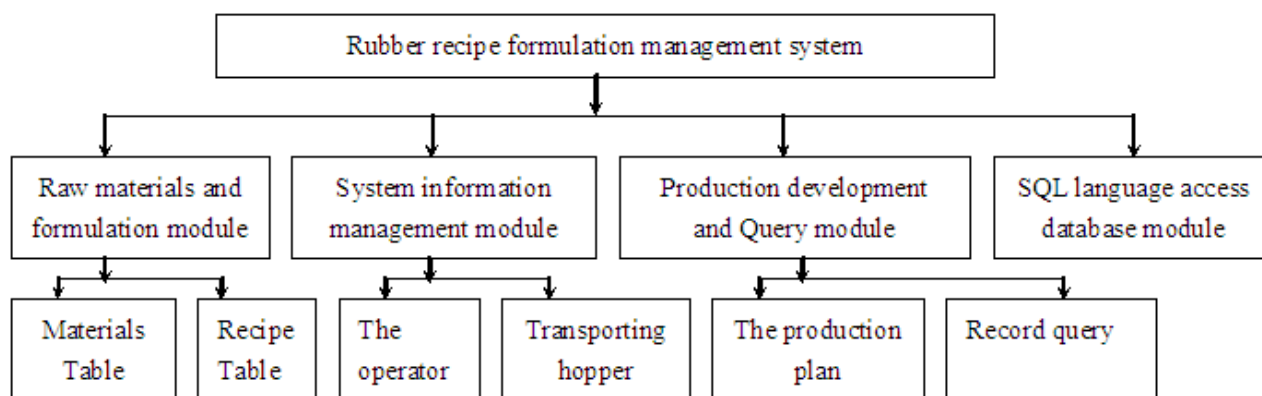 Rubber recipe formulation management system
Raw materials and
formulation module
System information
management module
Production development
and Query module
SQL language access
database module
Materials
Table
Recipe
Table
The
operator
Transporting
hopper
The production
plan
Record query